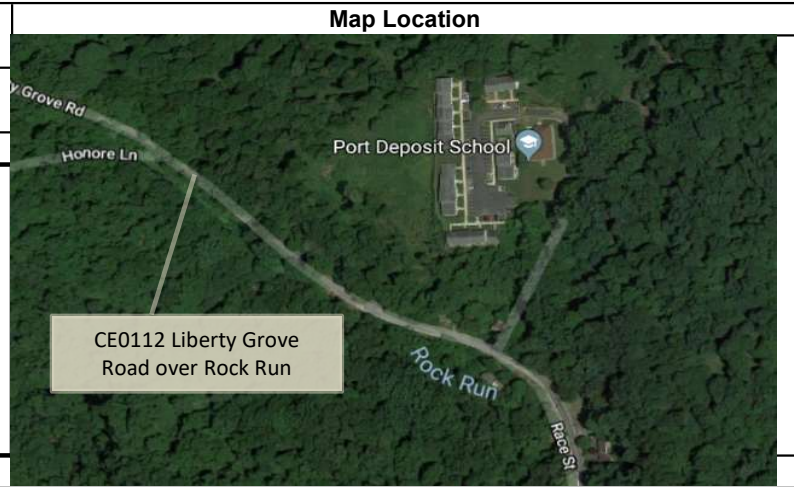 Map Location
y Grove Rd
Honore Ln
Port Deposit School
CE0112 Liberty Grove
Road over Rock Run
Rock Run
Race St